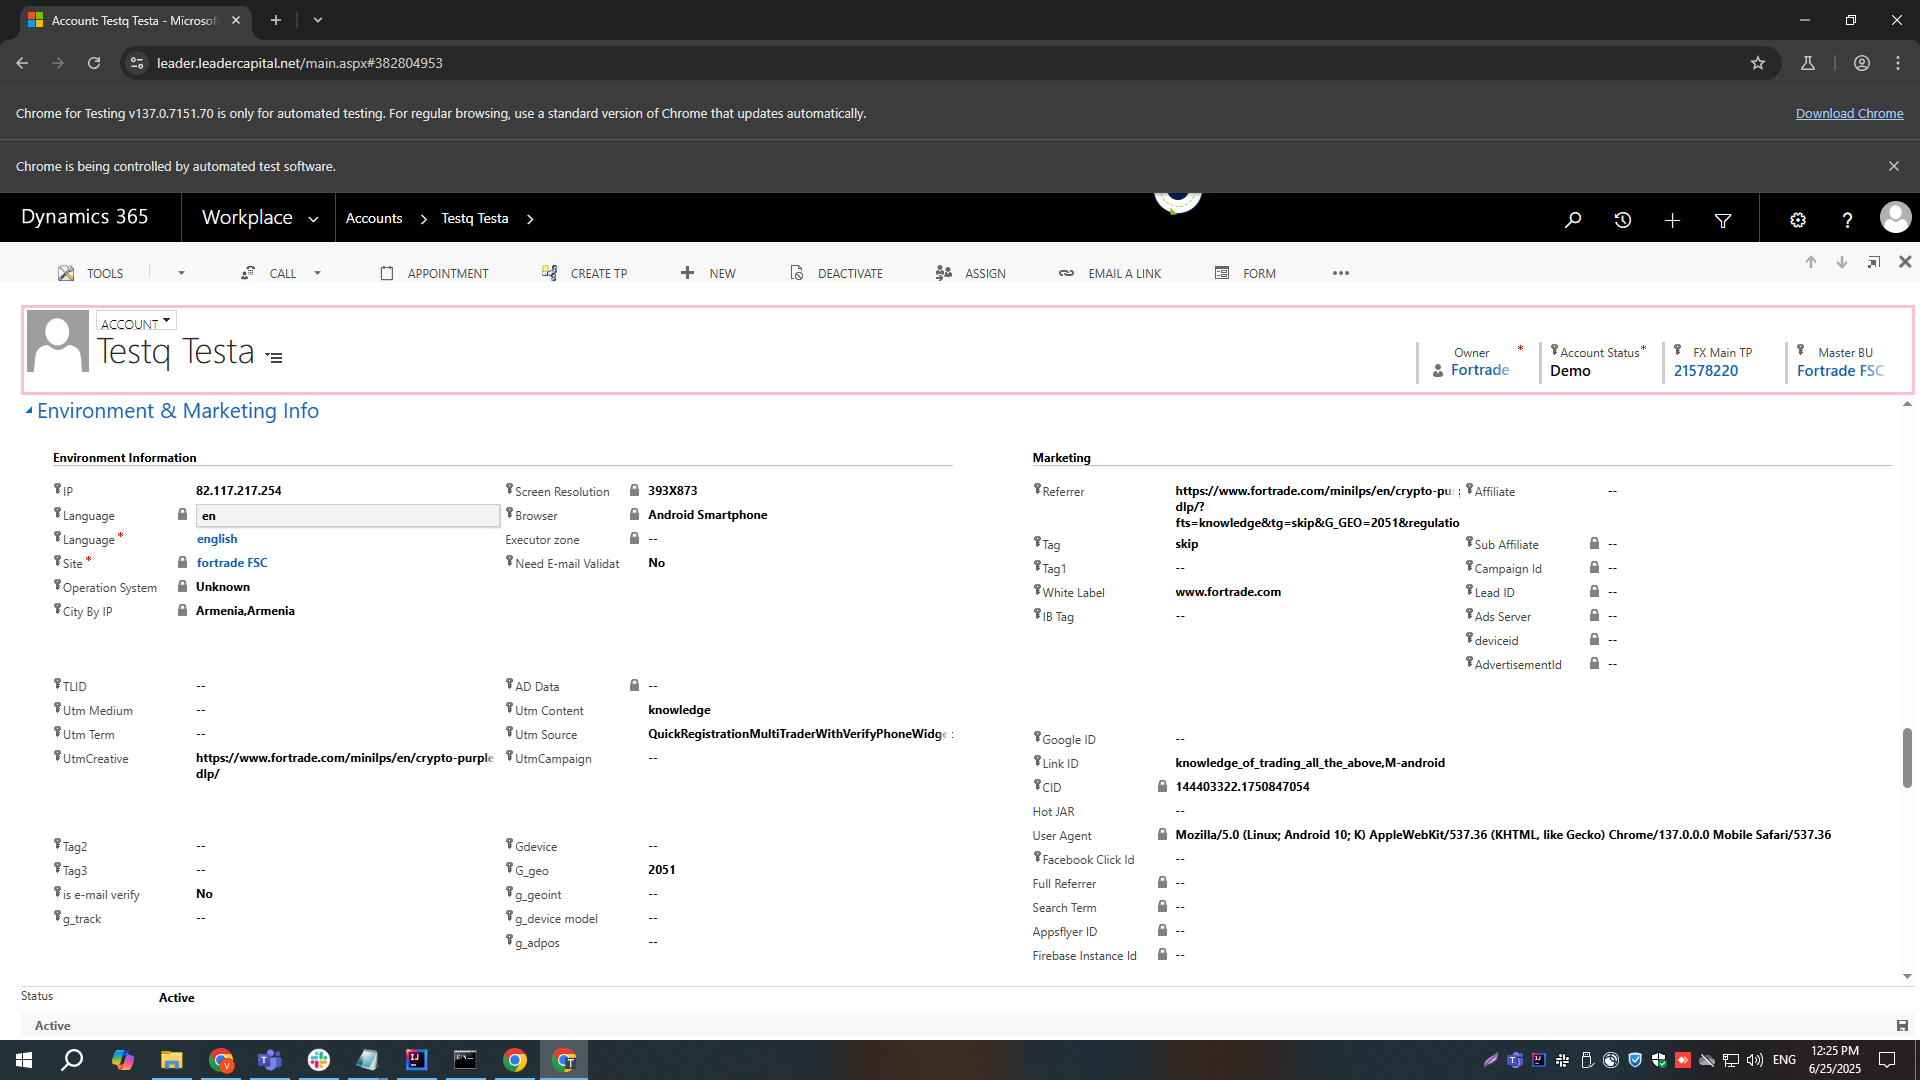 Account: Testq Testa - Microsof
leader.leadercapital.net/main.aspx#382804953
Chrome for Testing v137.0.7151.70 is only for automated testing. For regular browsing, use a standard version of Chrome that updates automatically.
Download Chrome
Chrome is being controlled by automated test software.
Dynamics 365
Workplace
Accounts
Testq Testa
TOOLS
CALL
APPOINTMENT
CREATE TP
NEW
DEACTIVATE
ASSIGN
EMAIL A LINK
FORM
ACCOUNT
Testq Testa
Owner *
Fortrade
Account Status *
Demo
FX Main TP
21578220
Master BU
Fortrade FSC
Environment & Marketing Info
Environment Information
IP 82.117.217.254
Language en
Language * english
Site * fortrade FSC
Operation System Unknown
City By IP Armenia,Armenia
Screen Resolution 393X873
Browser Android Smartphone
Executor zone --
Need E-mail Validat No
TLID --
Utm Medium --
Utm Term --
UtmCreative https://www.fortrade.com/minilps/en/crypto-purple
dlp/
AD Data --
Utm Content knowledge
Utm Source QuickRegistrationMultiTraderWithVerifyPhoneWidge
UtmCampaign --
Tag2 --
Tag3 --
is e-mail verify No
g_track --
Gdevice --
G_geo 2051
g_geoint --
g_device model --
g_adpos --
Marketing
Referrer https://www.fortrade.com/minilps/en/crypto-pu
dlp/?
fts=knowledge&tg=skip&G_GEO=2051&regulatio
Tag skip
Tag1 --
White Label www.fortrade.com
IB Tag --
Affiliate --
Sub Affiliate --
Campaign Id --
Lead ID --
Ads Server --
deviceid --
AdvertisementId --
Google ID --
Link ID knowledge_of_trading_all_the_above,M-android
CID 144403322.1750847054
Hot JAR --
User Agent Mozilla/5.0 (Linux; Android 10; K) AppleWebKit/537.36 (KHTML, like Gecko) Chrome/137.0.0.0 Mobile Safari/537.36
Facebook Click Id --
Full Referrer --
Search Term --
Appsflyer ID --
Firebase Instance Id --
Status Active
Active
ENG
12:25 PM
6/25/2025